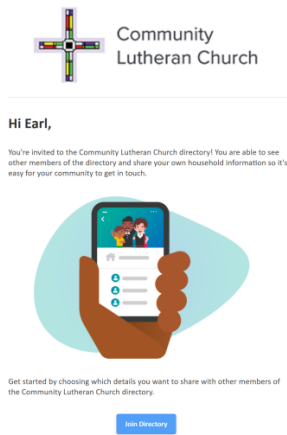 Community
Lutheran Church
Hi Earl,
You're invited to the Community Lutheran Church directory! You are able to see
other members of the directory and share your own household information so it's
easy for your community to get in touch.
Get started by choosing which details you want to share with other members of
the Community Lutheran Church directory.
Join Directory